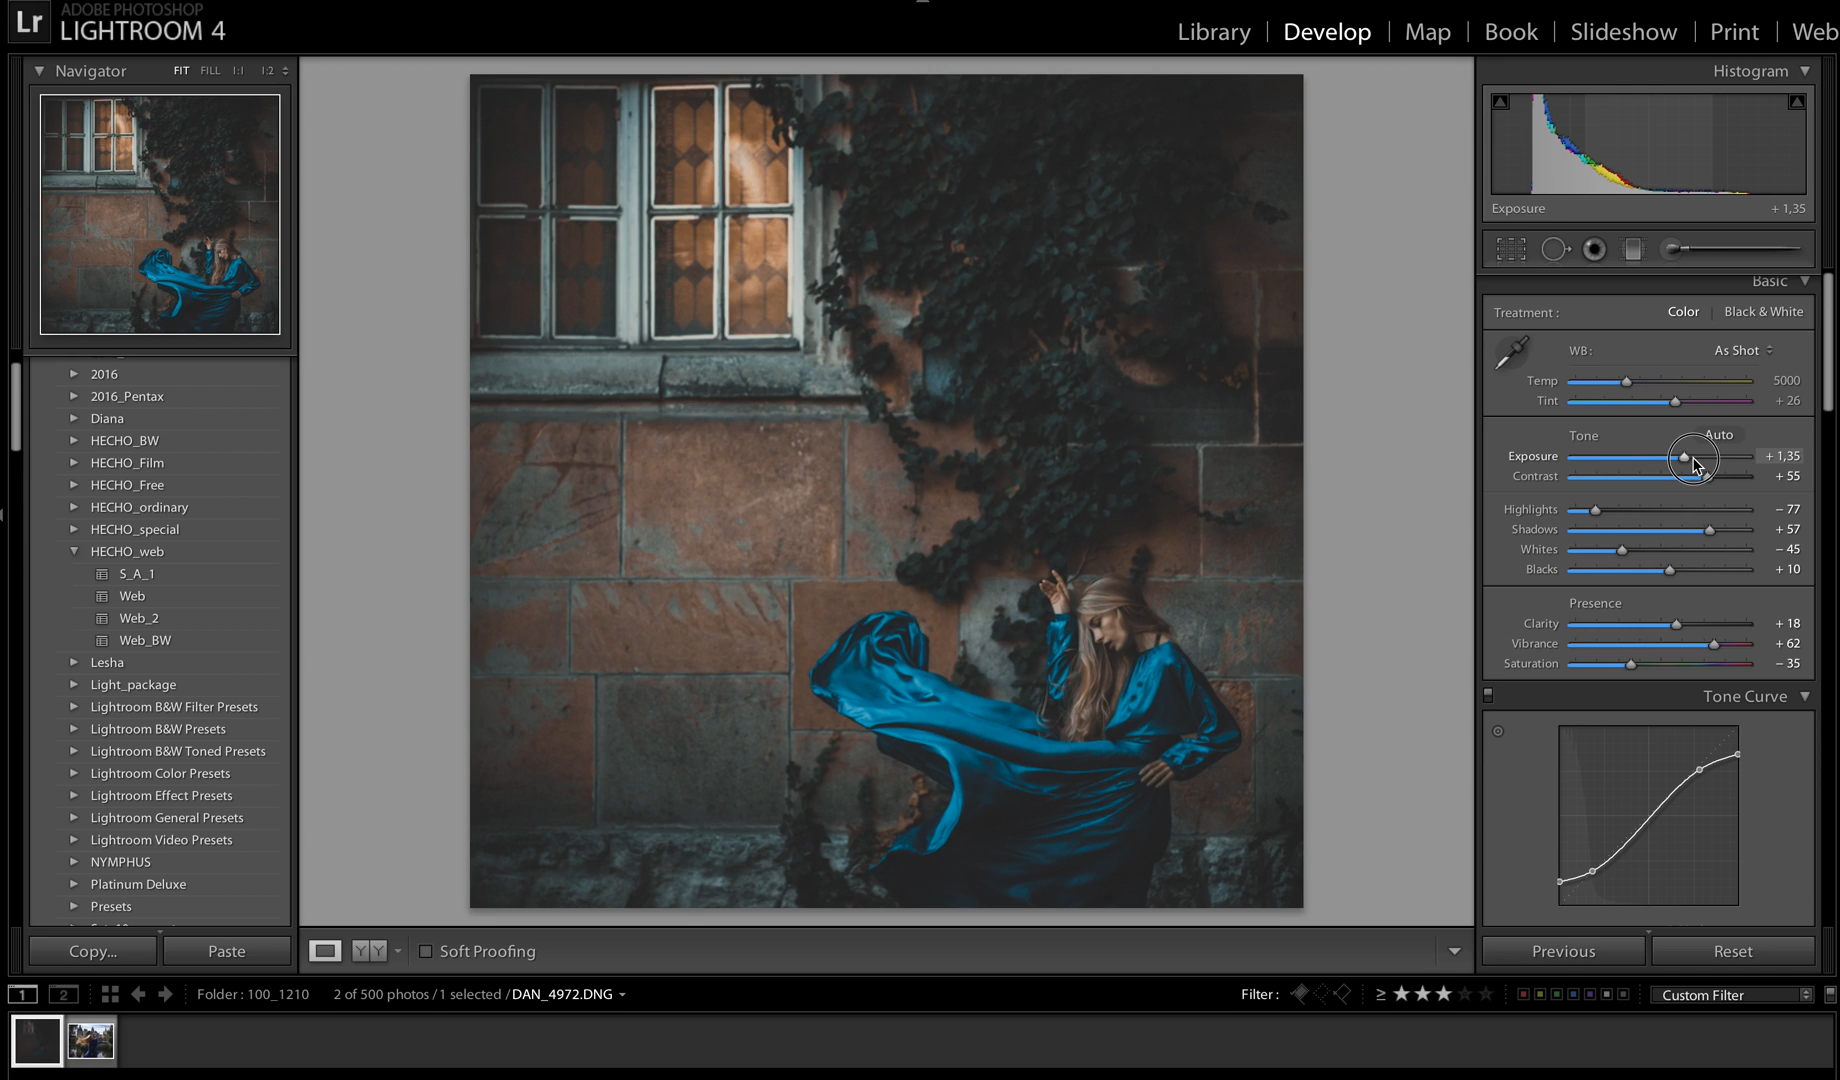 Lr
ADOBE PHOTOSHOP
LIGHTROOM 4
Library | Develop | Map | Book | Slideshow | Print | Web
Navigator FIT FILL 1:1 1:2
2016
2016_Pentax
Diana
HECHO_BW
HECHO_Film
HECHO_Free
HECHO_ordinary
HECHO_special
HECHO_web
S_A_1
Web
Web_2
Web_BW
Lesha
Light_package
Lightroom B&W Filter Presets
Lightroom B&W Presets
Lightroom B&W Toned Presets
Lightroom Color Presets
Lightroom Effect Presets
Lightroom General Presets
Lightroom Video Presets
NYMPHUS
Platinum Deluxe
Presets
Copy... Paste
YY
Soft Proofing
Histogram
Exposure + 1,35
Basic
Treatment : Color | Black & White
WB : As Shot
Temp 5000
Tint + 26
Tone Auto
Exposure + 1,35
Contrast + 55
Highlights – 77
Shadows + 57
Whites – 45
Blacks + 10
Presence
Clarity + 18
Vibrance + 62
Saturation – 35
Tone Curve
Previous Reset
1 2 Folder : 100_1210 2 of 500 photos / 1 selected / DAN_4972.DNG Filter : ≥ ★★★ Custom Filter